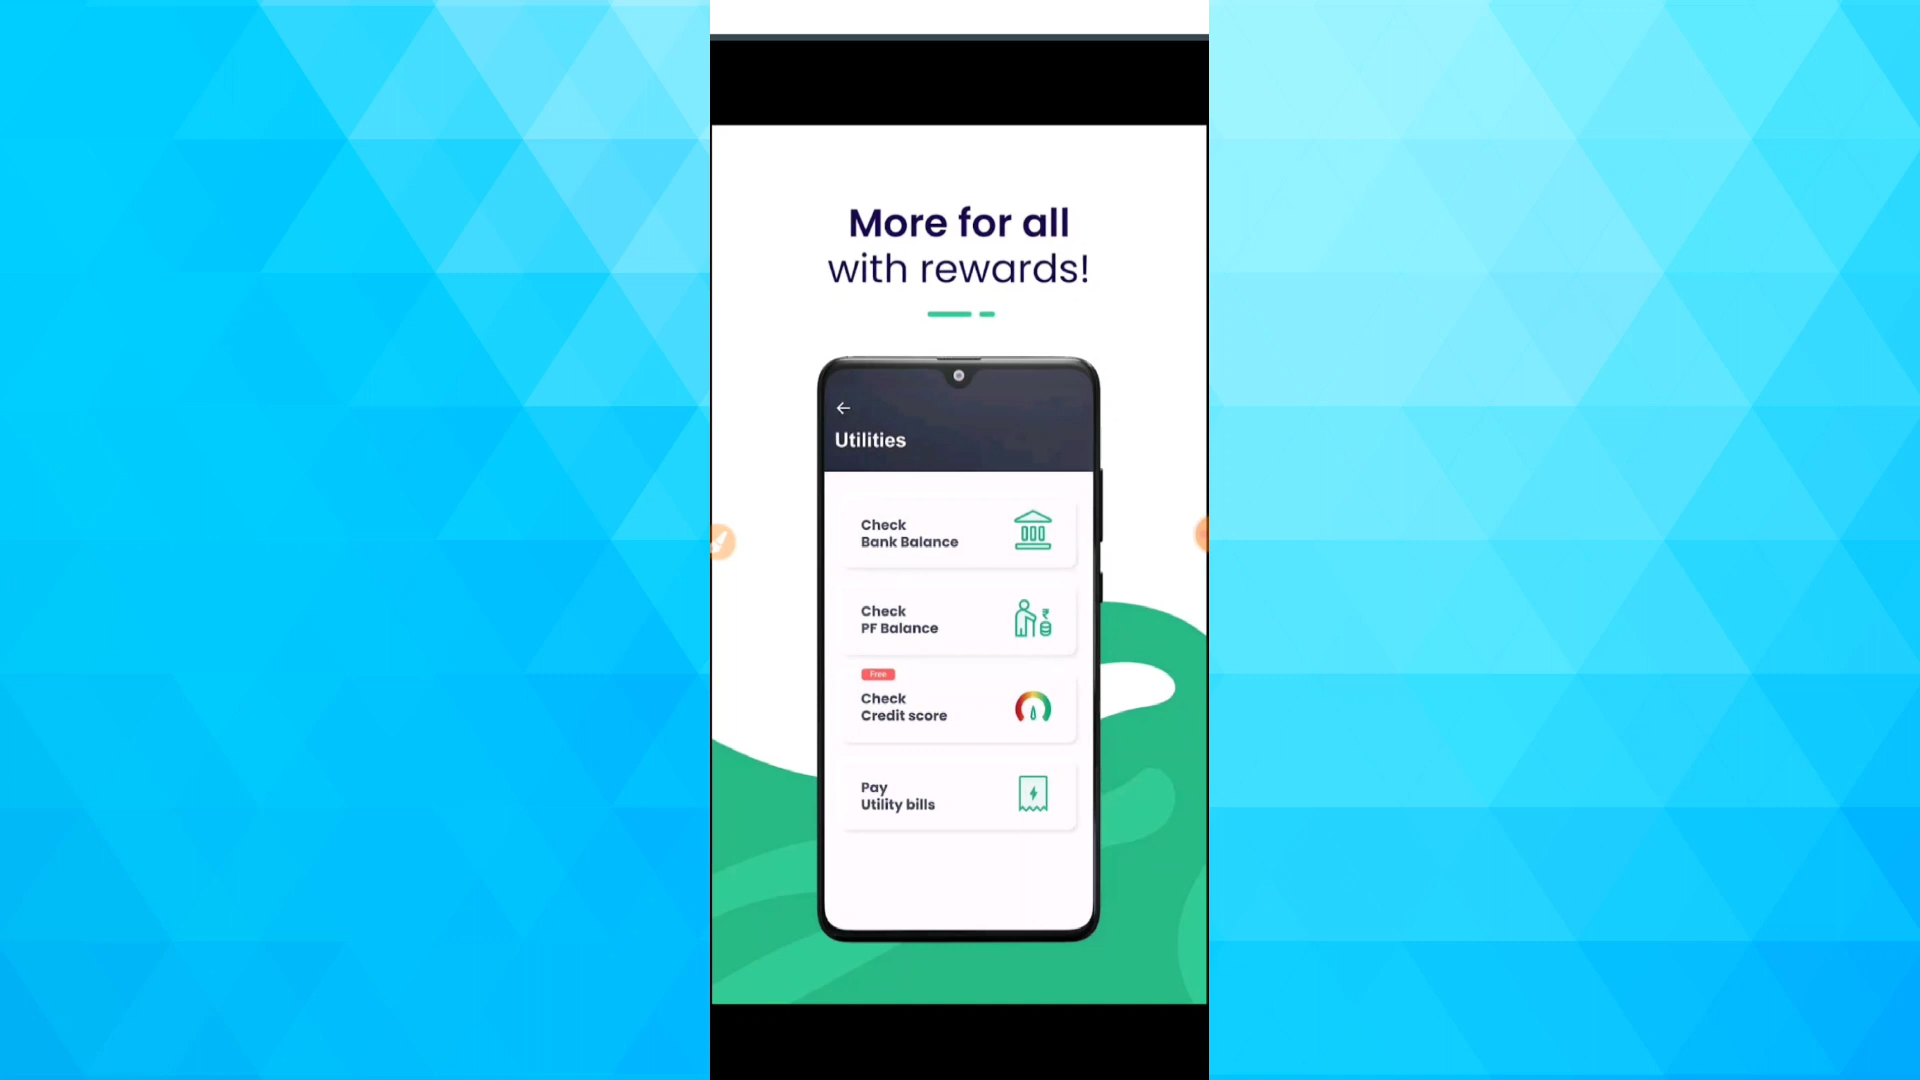 More for all
with rewards!
Utilities
Check
Bank Balance
Check
PF Balance
Free
Check
Credit score
Pay
Utility bills